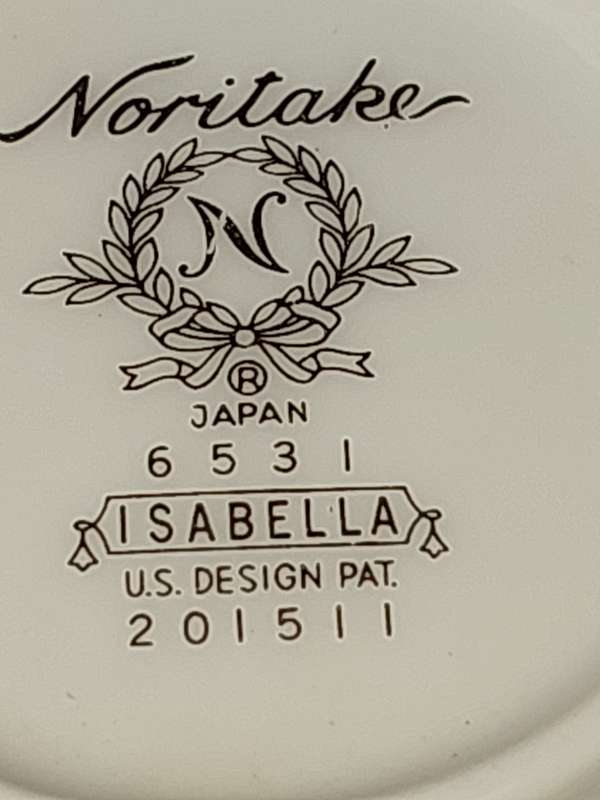 Noritake
N
®
JAPAN
6531
ISABELLA
U.S. DESIGN PAT.
201511